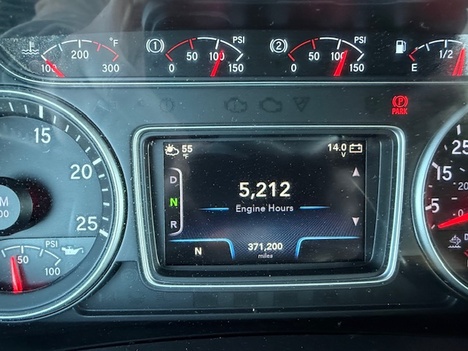 200 °F
100 300
1 PSI
50 100
0 150
2 PSI
50 100
0 150
1/2
E
P
PARK
15
20
25
PSI
50
0 100
55
°F
14.0
V
D
N
R
5,212
Engine Hours
N
371,200
miles
25
15
5